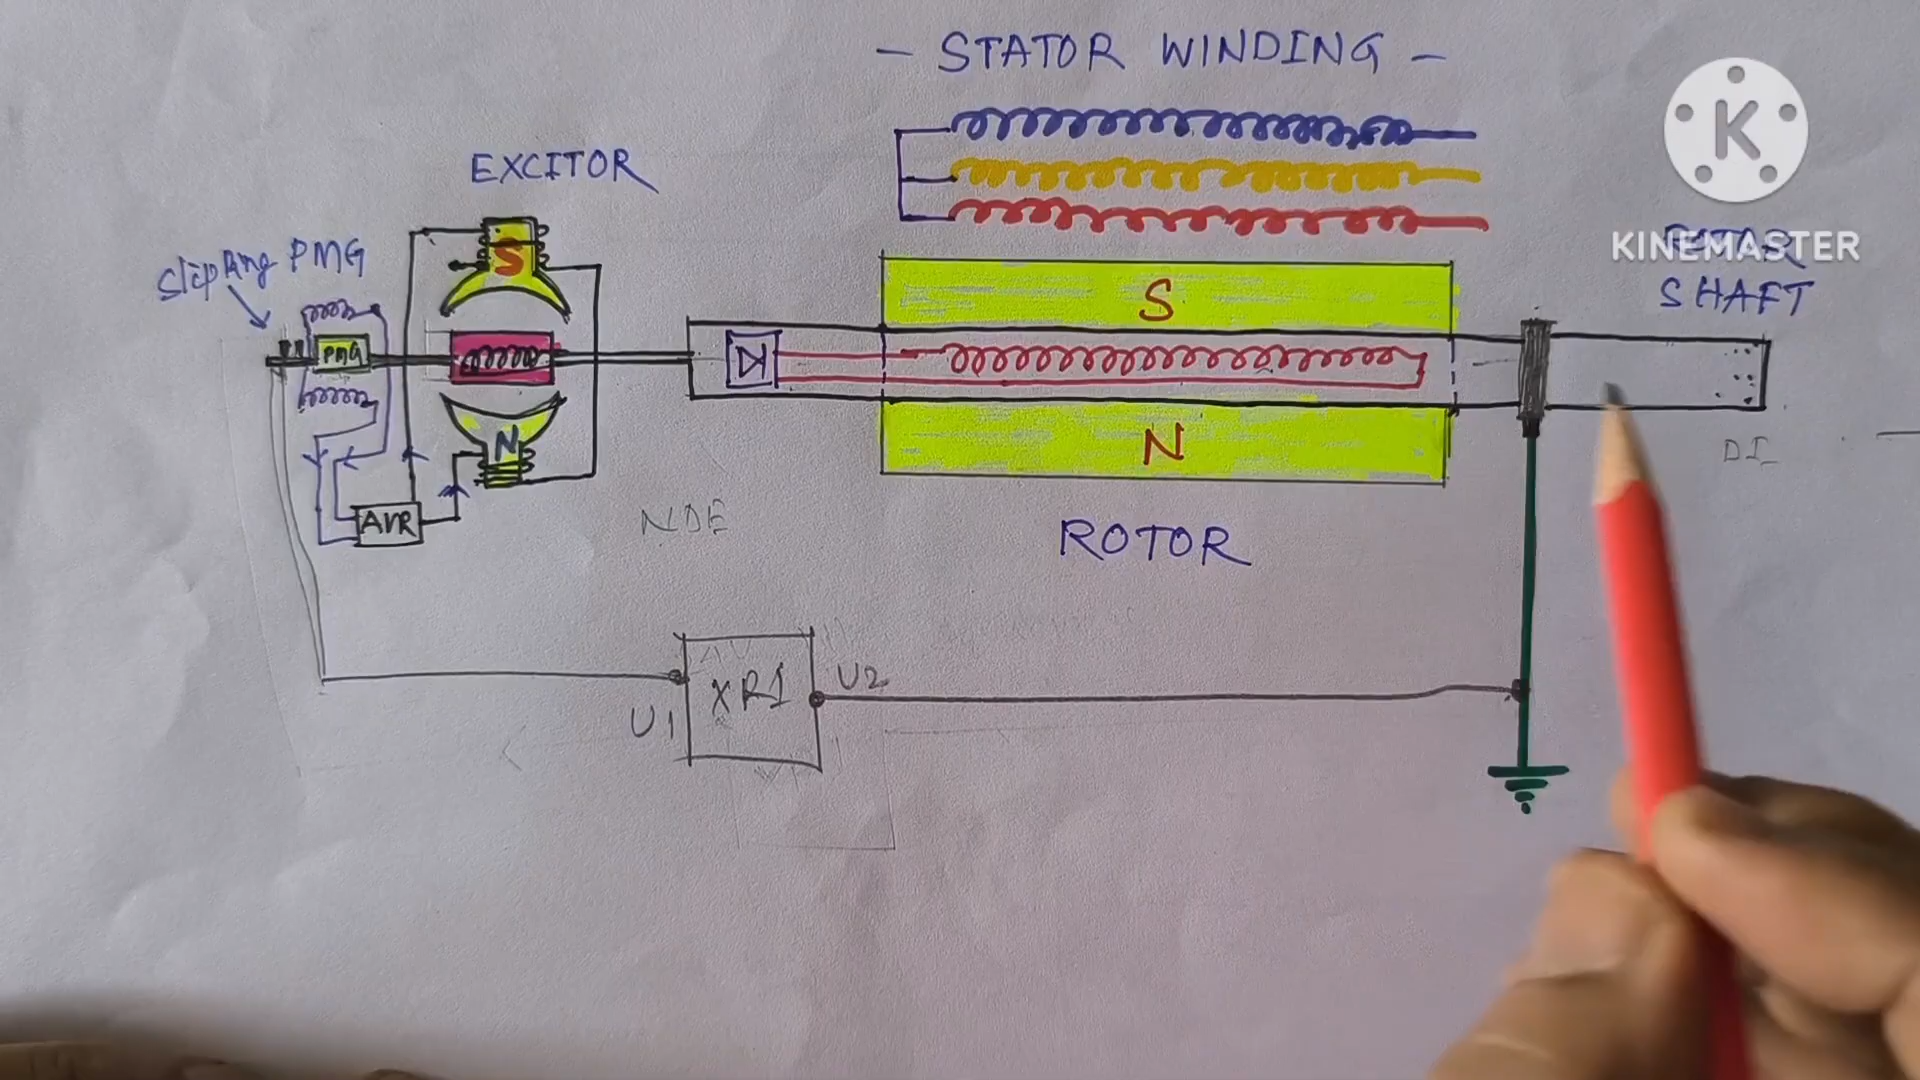 - STATOR WINDING -
K
KINEMASTER
EXCITOR
SHAFT
Slip Ring PMG
S
S
PMG
N
N
AVR
NDE
ROTOR
XR1
U2
U1